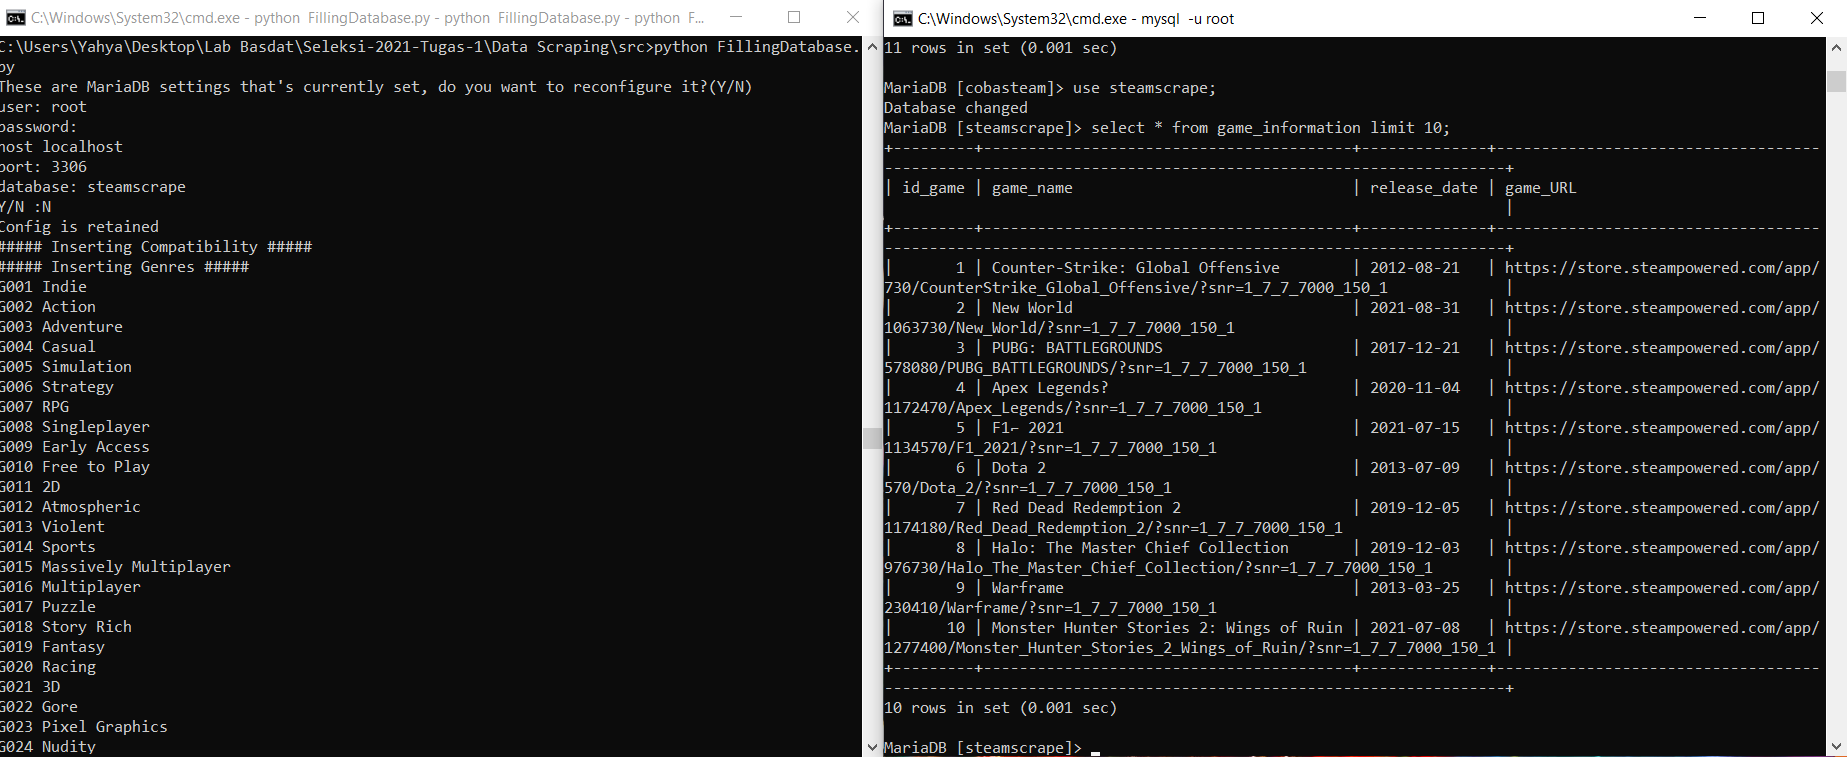 C:\Windows\System32\cmd.exe - python  FillingDatabase.py - python  FillingDatabase.py - python  F...
C:\Users\Yahya\Desktop\Lab Basdat\Seleksi-2021-Tugas-1\Data Scraping\src>python FillingDatabase.
py
These are MariaDB settings that's currently set, do you want to reconfigure it?(Y/N)
user: root
password:
host localhost
port: 3306
database: steamscrape
Y/N :N
Config is retained
##### Inserting Compatibility #####
##### Inserting Genres #####
G001 Indie
G002 Action
G003 Adventure
G004 Casual
G005 Simulation
G006 Strategy
G007 RPG
G008 Singleplayer
G009 Early Access
G010 Free to Play
G011 2D
G012 Atmospheric
G013 Violent
G014 Sports
G015 Massively Multiplayer
G016 Multiplayer
G017 Puzzle
G018 Story Rich
G019 Fantasy
G020 Racing
G021 3D
G022 Gore
G023 Pixel Graphics
G024 Nudity
C:\Windows\System32\cmd.exe - mysql  -u root
11 rows in set (0.001 sec)
MariaDB [cobasteam]> use steamscrape;
Database changed
MariaDB [steamscrape]> select * from game_information limit 10;
+---------+-----------------------------------------+--------------+------------------------------------
---------------------------------------------------------------------+
| id_game | game_name                               | release_date | game_URL
                                                                     |
+---------+-----------------------------------------+--------------+------------------------------------
---------------------------------------------------------------------+
|       1 | Counter-Strike: Global Offensive        | 2012-08-21   | https://store.steampowered.com/app/
730/CounterStrike_Global_Offensive/?snr=1_7_7_7000_150_1             |
|       2 | New World                               | 2021-08-31   | https://store.steampowered.com/app/
1063730/New_World/?snr=1_7_7_7000_150_1                              |
|       3 | PUBG: BATTLEGROUNDS                     | 2017-12-21   | https://store.steampowered.com/app/
578080/PUBG_BATTLEGROUNDS/?snr=1_7_7_7000_150_1                      |
|       4 | Apex Legends?                           | 2020-11-04   | https://store.steampowered.com/app/
1172470/Apex_Legends/?snr=1_7_7_7000_150_1                           |
|       5 | F1⌐ 2021                                | 2021-07-15   | https://store.steampowered.com/app/
1134570/F1_2021/?snr=1_7_7_7000_150_1                                |
|       6 | Dota 2                                  | 2013-07-09   | https://store.steampowered.com/app/
570/Dota_2/?snr=1_7_7_7000_150_1                                     |
|       7 | Red Dead Redemption 2                   | 2019-12-05   | https://store.steampowered.com/app/
1174180/Red_Dead_Redemption_2/?snr=1_7_7_7000_150_1                  |
|       8 | Halo: The Master Chief Collection       | 2019-12-03   | https://store.steampowered.com/app/
976730/Halo_The_Master_Chief_Collection/?snr=1_7_7_7000_150_1        |
|       9 | Warframe                                | 2013-03-25   | https://store.steampowered.com/app/
230410/Warframe/?snr=1_7_7_7000_150_1                                |
|      10 | Monster Hunter Stories 2: Wings of Ruin | 2021-07-08   | https://store.steampowered.com/app/
1277400/Monster_Hunter_Stories_2_Wings_of_Ruin/?snr=1_7_7_7000_150_1 |
+---------+-----------------------------------------+--------------+------------------------------------
---------------------------------------------------------------------+
10 rows in set (0.001 sec)
MariaDB [steamscrape]> _